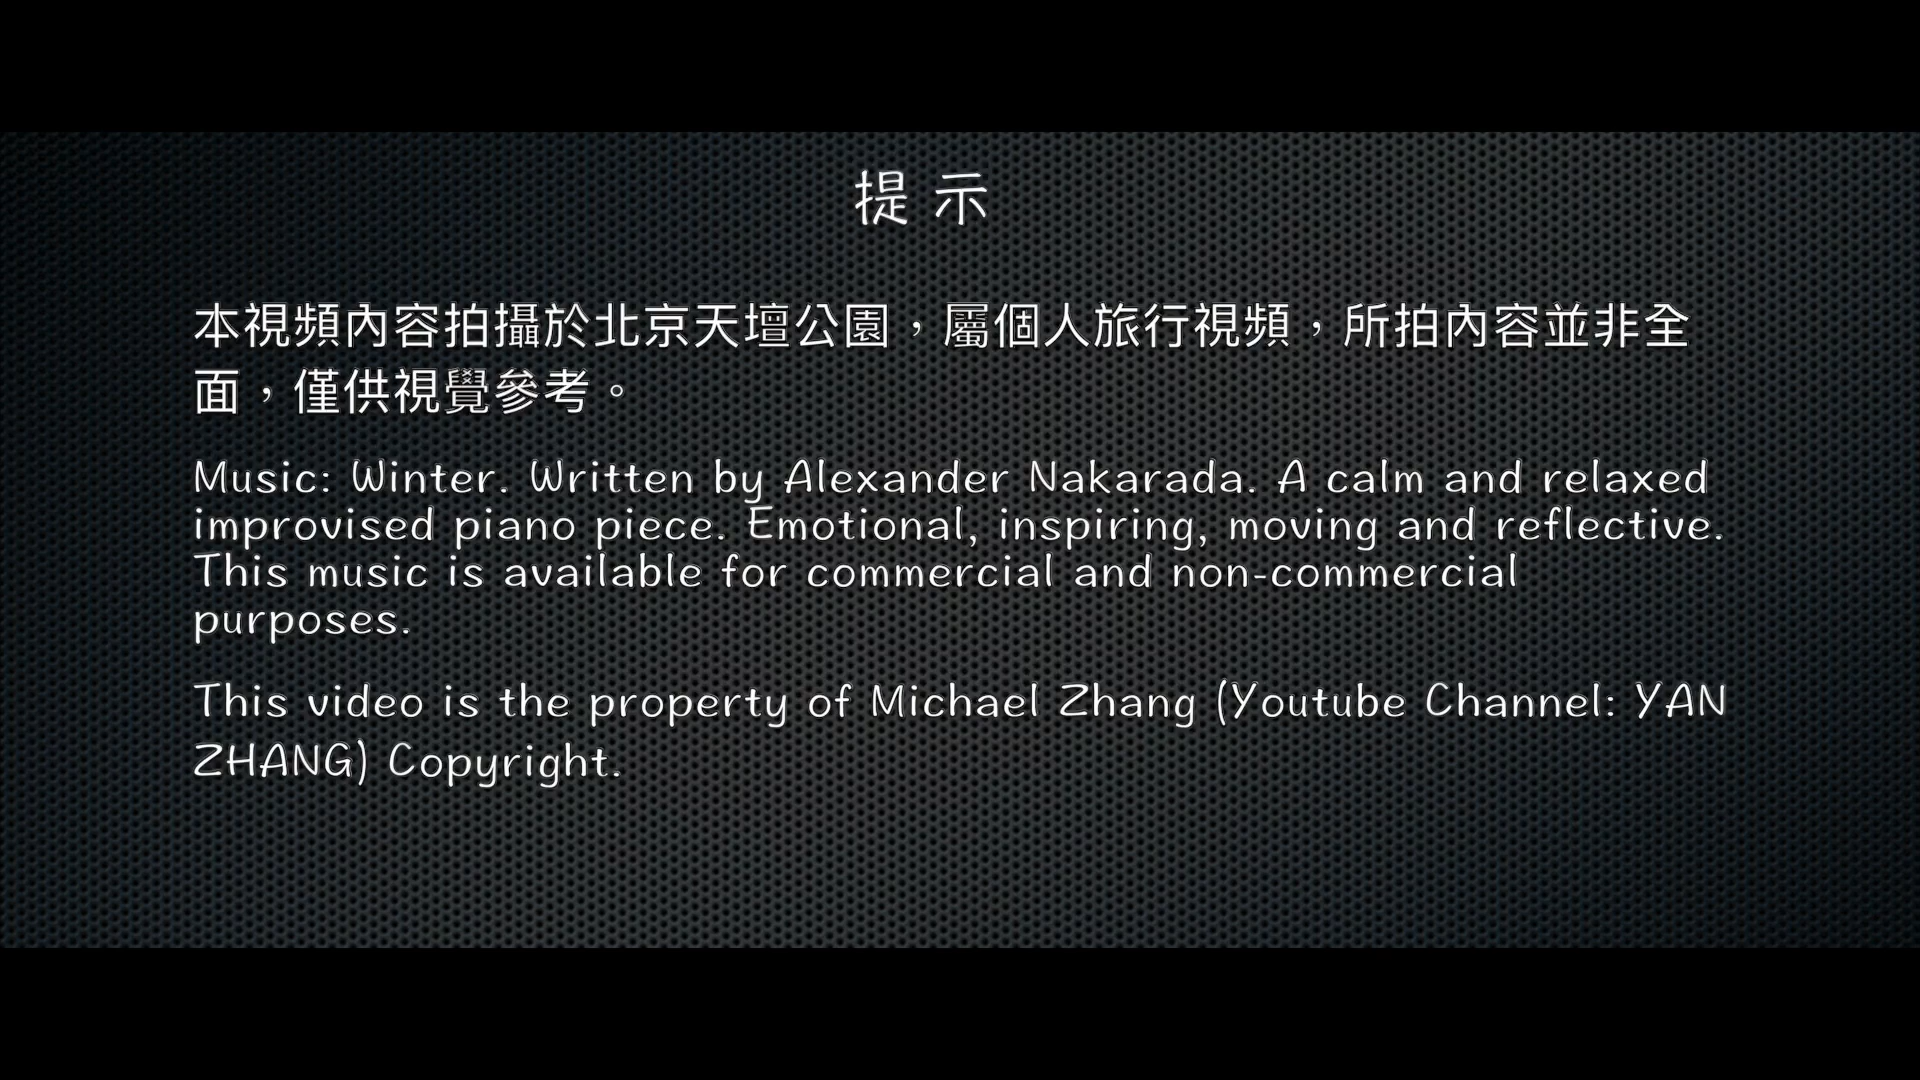 提示
本視頻內容拍攝於北京天壇公園，屬個人旅行視頻，所拍內容並非全
面，僅供視覺參考。
Music: Winter. Written by Alexander Nakarada. A calm and relaxed
improvised piano piece. Emotional, inspiring, moving and reflective.
This music is available for commercial and non-commercial
purposes.
This video is the property of Michael Zhang (Youtube Channel: YAN
ZHANG) Copyright.